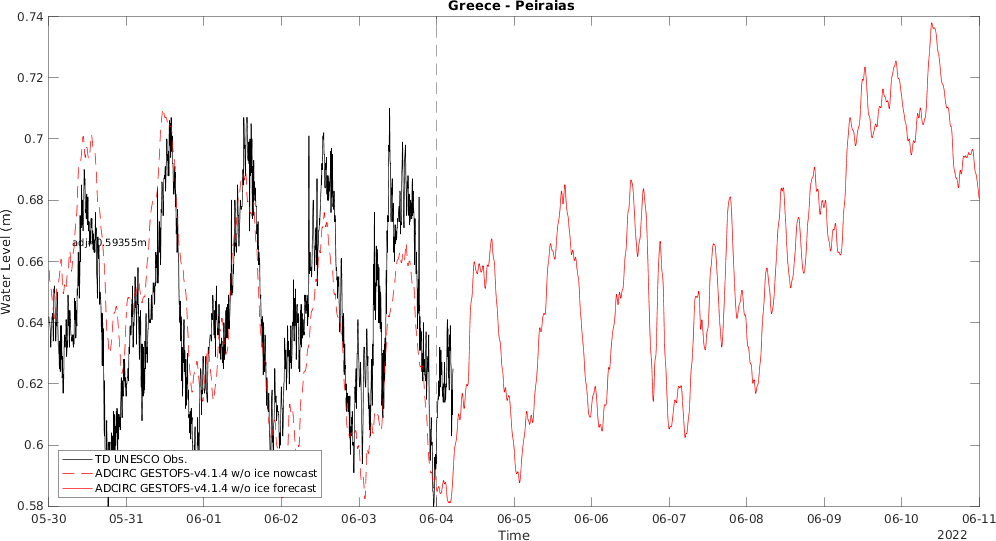 Greece - Peiraias
0.74
0.72
0.7
0.68
0.66
0.64
0.62
0.6
0.58
Water Level (m)
0.59355m
TD UNESCO Obs.
ADCIRC GESTOFS-v4.1.4 w/o ice nowcast
ADCIRC GESTOFS-v4.1.4 w/o ice forecast
05-30 05-31 06-01 06-02 06-03 06-04 06-05 06-06 06-07 06-08 06-09 06-10 06-11
Time
2022